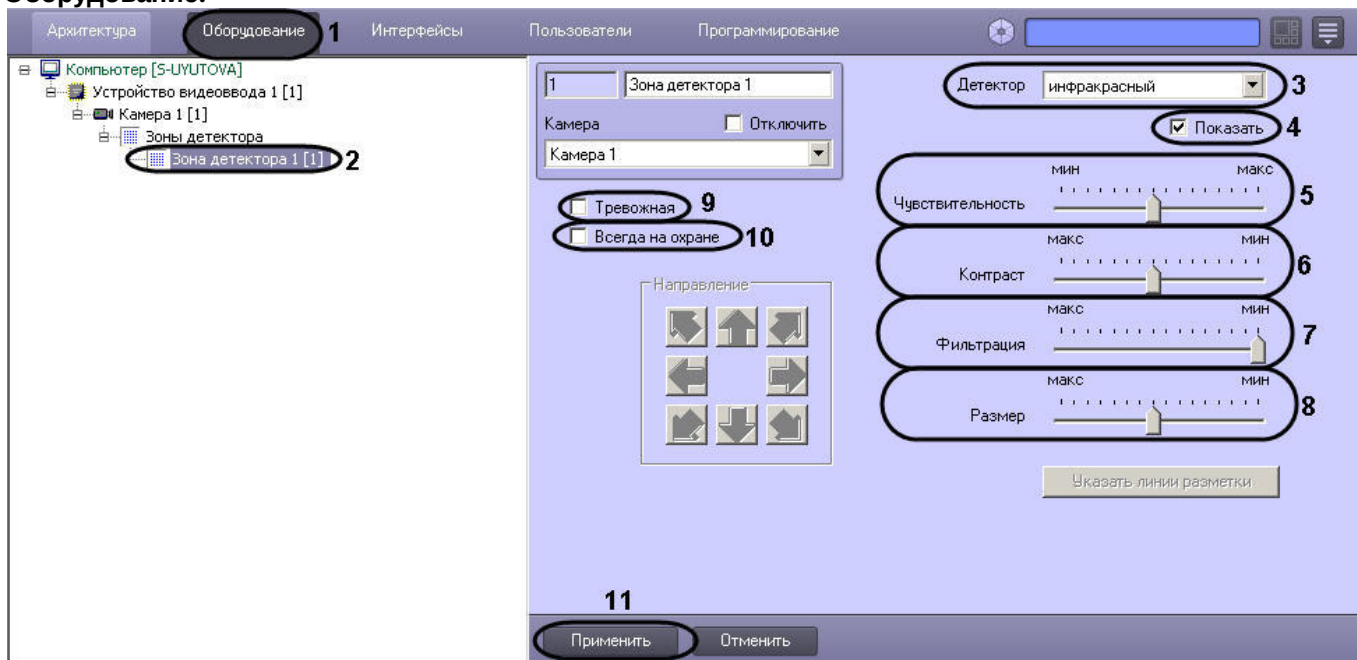 Оборудование.
Архитектура Оборудование 1 Интерфейсы Пользователи Программирование
Компьютер [S-UYUTOVA]
Устройство видеоввода 1 [1]
Камера 1 [1]
Зоны детектора
Зона детектора 1 [1] 2
1 Зона детектора 1
Камера Отключить
Камера 1
Тревожная 9
Всегда на охране 10
Направление
Детектор инфракрасный 3
Показать 4
мин макс
Чувствительность 5
макс мин
Контраст 6
макс мин
Фильтрация 7
макс мин
Размер 8
Указать линии разметки
11
Применить Отменить